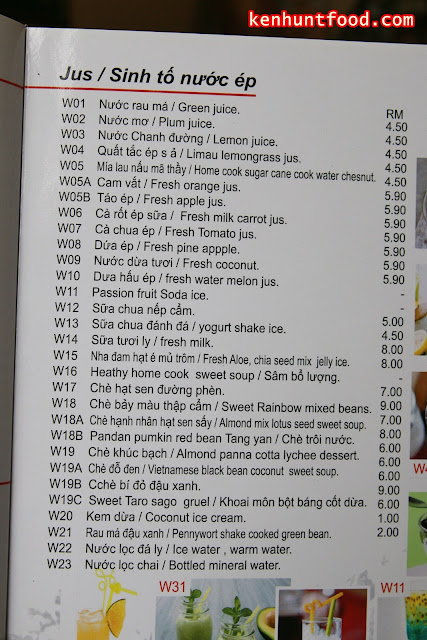 kenhuntfood.com
Jus / Sinh tố nước ép
RM
W01 Nước rau má / Green juice. 4.50
W02 Nước mơ / Plum juice. 4.50
W03 Nước Chanh đường / Lemon juice. 4.50
W04 Quất tắc ép s ả / Limau lemongrass jus. 4.50
W05 Mía lau nấu mã thầy / Home cook sugar cane cook water chesnut. 4.50
W05A Cam vắt / Fresh orange jus. 5.90
W05B Táo ép / Fresh apple jus. 5.90
W06 Cà rốt ép sữa / Fresh milk carrot jus. 5.90
W07 Cà chua ép / Fresh Tomato jus. 5.90
W08 Dứa ép / Fresh pine appple. 5.90
W09 Nước dừa tươi / Fresh coconut. 5.90
W10 Dưa hấu ép / fresh water melon jus. 5.90
W11 Passion fruit Soda ice. -
W12 Sữa chua nếp cẩm. -
W13 Sữa chua đánh đá / yogurt shake ice. 5.00
W14 Sữa tươi ly / fresh milk. 4.50
W15 Nha đam hạt é mủ trôm / Fresh Aloe, chia seed mix jelly ice. 8.00
W16 Heathy home cook sweet soup / Sâm bổ lượng. 8.00
W17 Chè hạt sen đường phèn. -
W18 Chè bảy màu thập cẩm / Sweet Rainbow mixed beans. 7.00
W18A Chè hạnh nhân hạt sen sấy / Almond mix lotus seed sweet soup. 9.00
W18B Pandan pumkin red bean Tang yan / Chè trôi nước. 7.00
W19 Chè khúc bạch / Almond panna cotta lychee dessert. 8.00
W19A Chè đỗ đen / Vietnamese black bean coconut sweet soup. 6.00
W19B Cchè bí đỏ đậu xanh. 6.00
W19C Sweet Taro sago gruel / Khoai môn bột báng cốt dừa. 6.00
W20 Kem dừa / Coconut ice cream. 9.00
W21 Rau má đậu xanh / Pennywort shake cooked green bean. 6.00
W22 Nước lọc đá ly / Ice water , warm water. 1.00
W23 Nước lọc chai / Bottled mineral water. 2.00
W31
W11